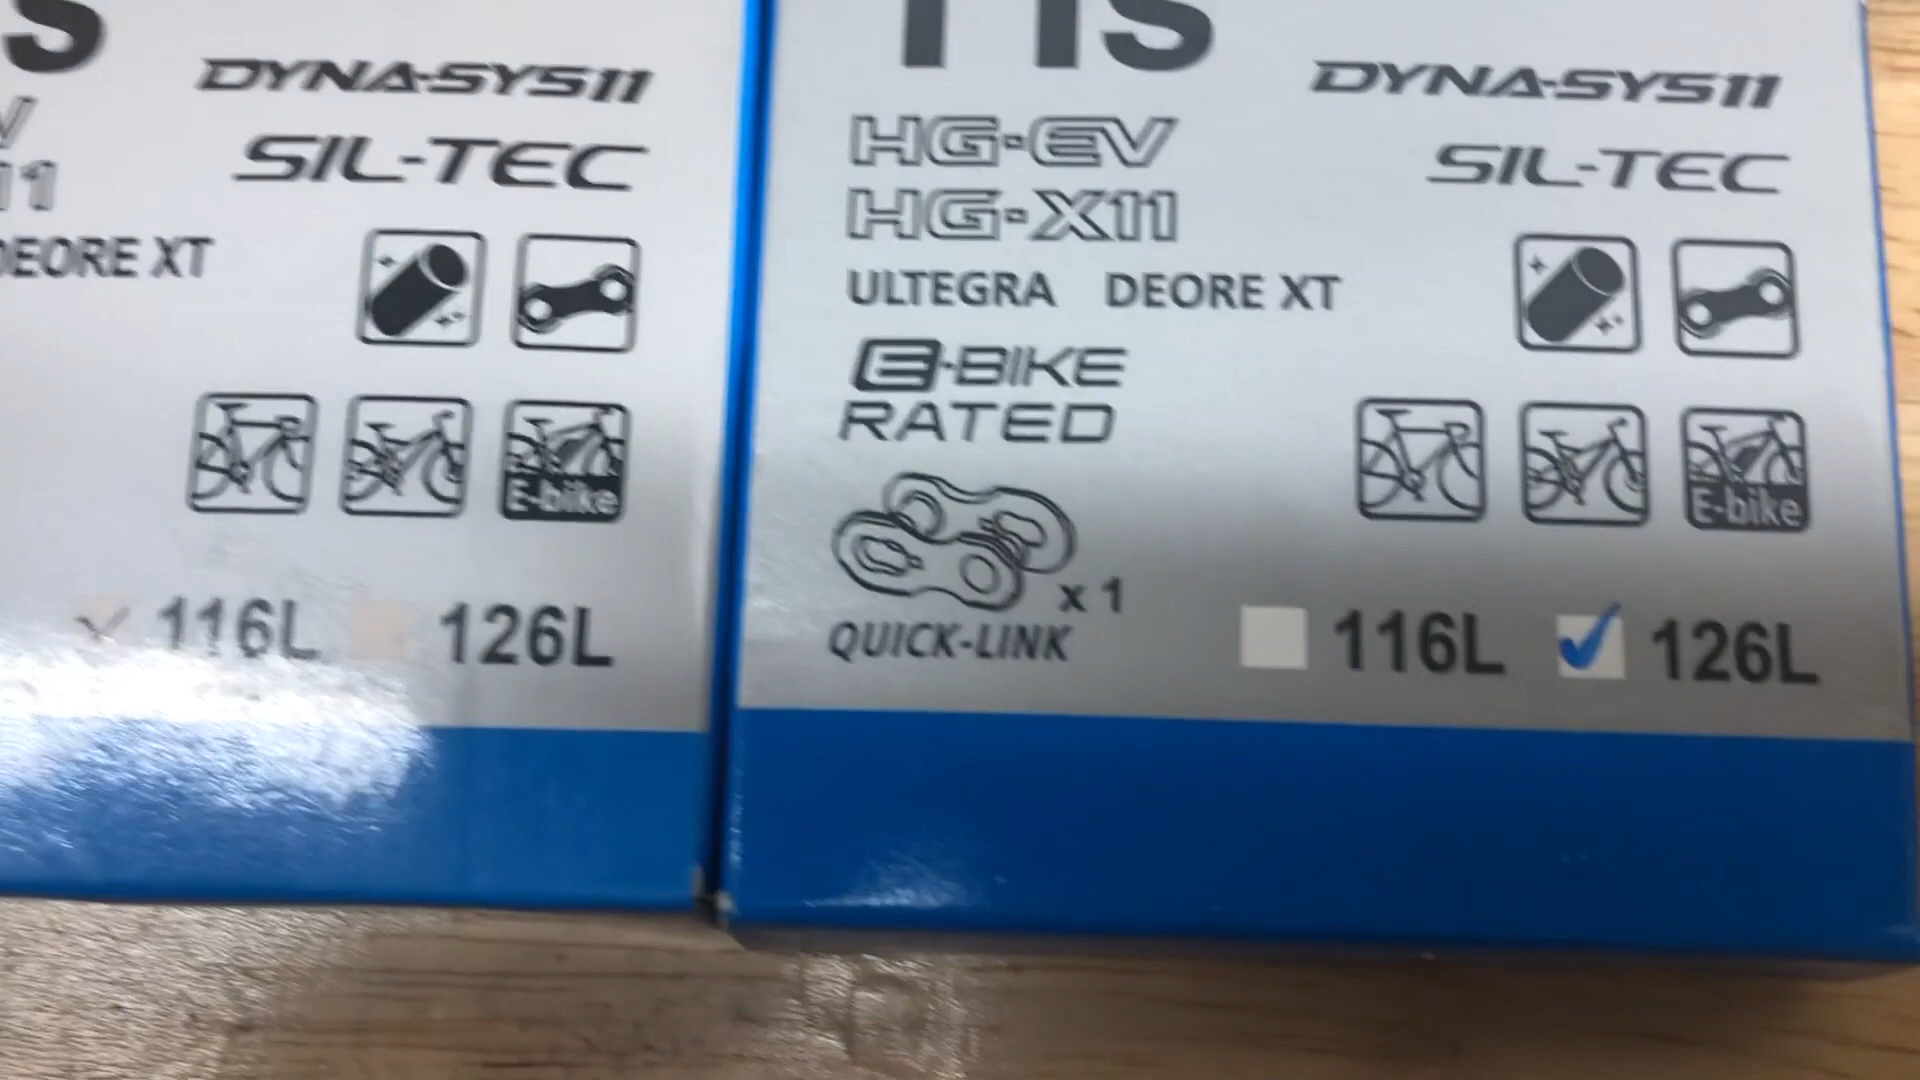 S
DYNA-SYS11
SIL-TEC
11
DEORE XT
E-bike
116L 126L
11S
DYNA-SYS11
HG-EV
SIL-TEC
HG-X11
ULTEGRA DEORE XT
E-BIKE
RATED
E-bike
x 1
QUICK-LINK
116L 126L